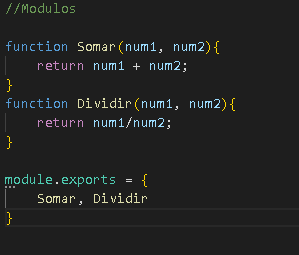 //Modulos
function Somar(num1, num2){
return num1 + num2;
}
function Dividir(num1, num2){
return num1/num2;
}
module.exports = {
Somar, Dividir
}